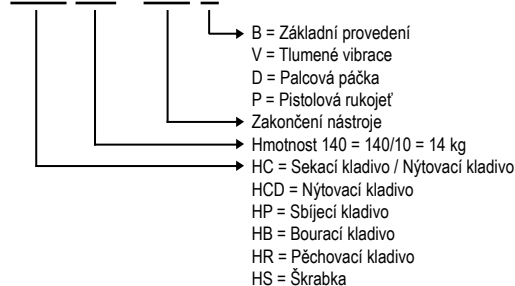 B = Základní provedení
V = Tlumené vibrace
D = Palcová páčka
P = Pistolová rukojeť
Zakončení nástroje
Hmotnost 140 = 140/10 = 14 kg
HC = Sekací kladivo / Nýtovací kladivo
HCD = Nýtovací kladivo
HP = Sbíjecí kladivo
HB = Bourací kladivo
HR = Pěchovací kladivo
HS = Škrabka